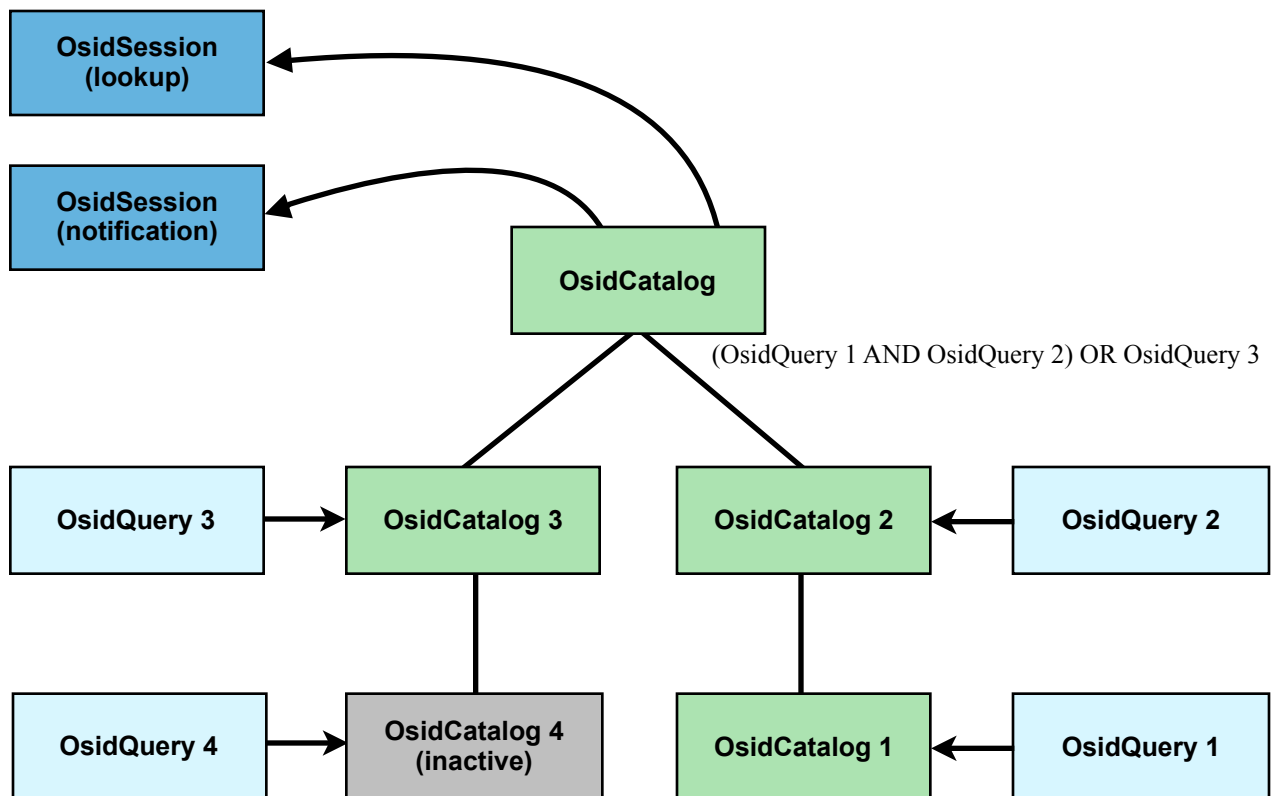 OsidSession
(lookup)
OsidSession
(notification)
OsidCatalog
(OsidQuery 1 AND OsidQuery 2) OR OsidQuery 3
OsidQuery 3
OsidCatalog 3
OsidCatalog 2
OsidQuery 2
OsidQuery 4
OsidCatalog 4
(inactive)
OsidCatalog 1
OsidQuery 1